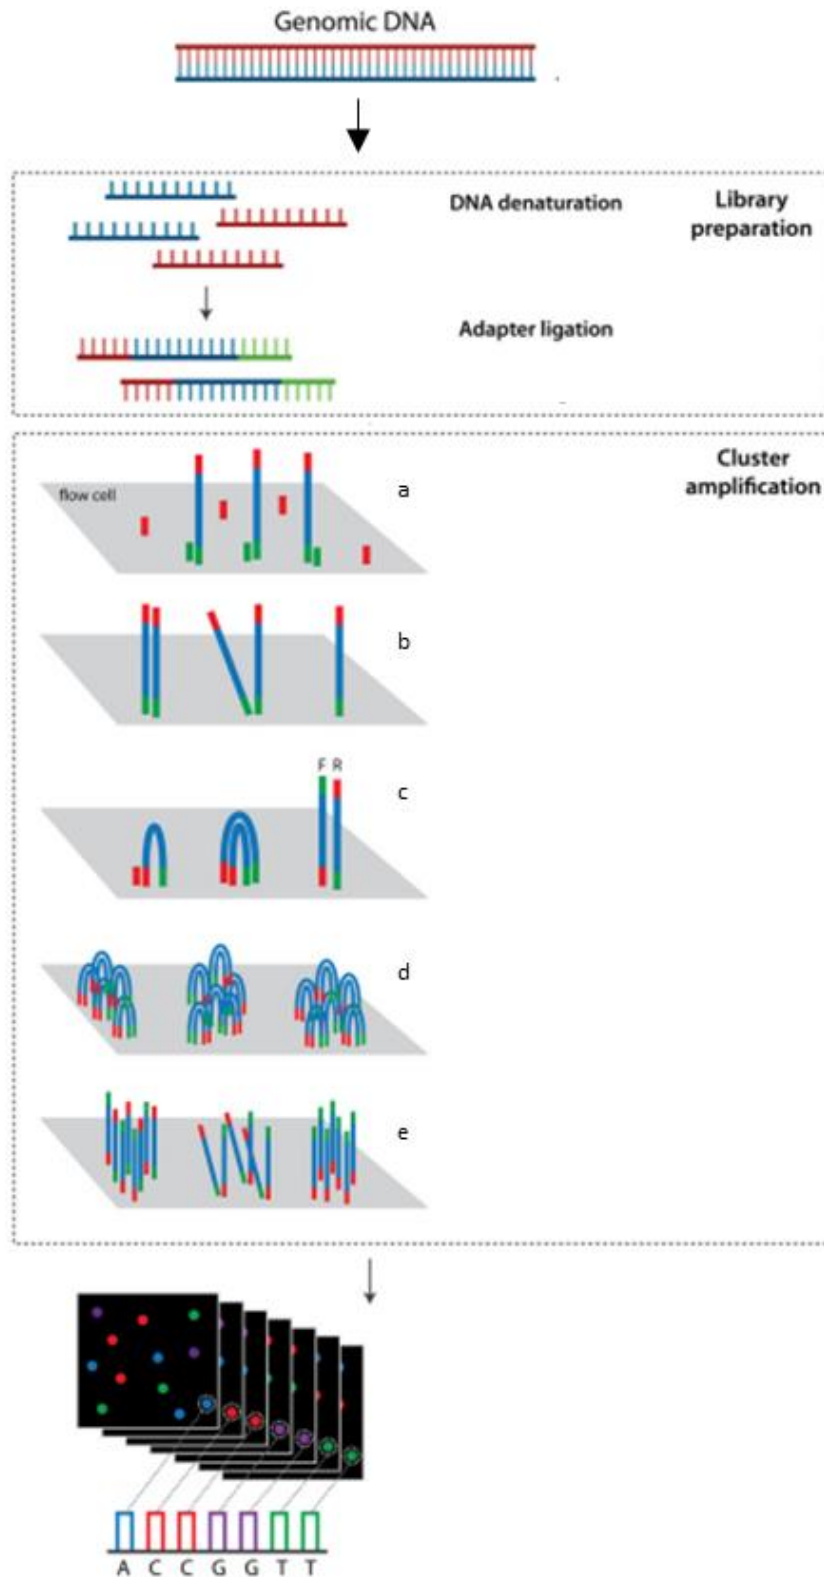 Genomic DNA
DNA denaturation
Library
preparation
Adapter ligation
Cluster
amplification
flow cell
a
b
F R
c
d
e
A C C G G T T